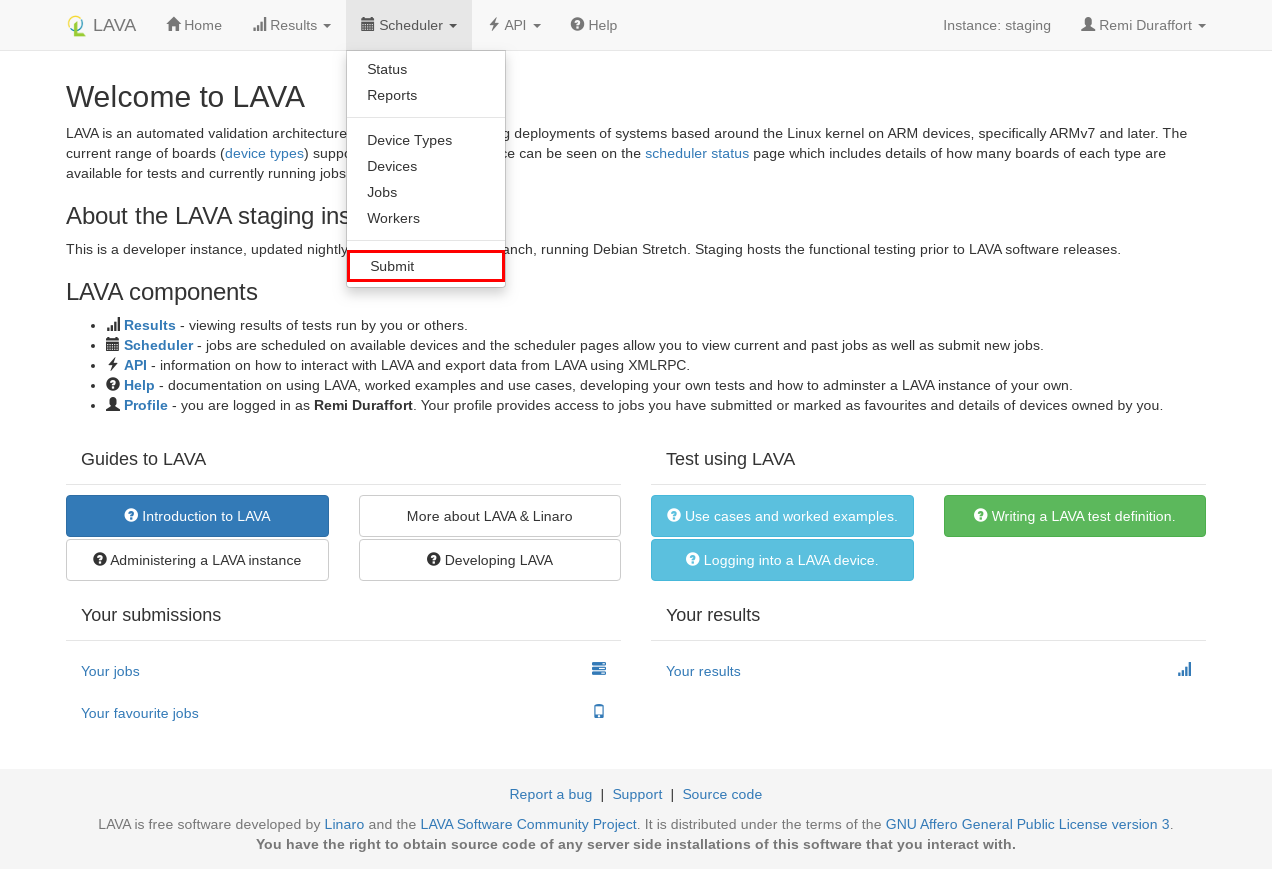 LAVA Home Results Scheduler API Help Instance: staging Remi Duraffort
Status
Reports
Device Types
Devices
Jobs
Workers
Submit
Welcome to LAVA
LAVA is an automated validation architecture deployments of systems based around the Linux kernel on ARM devices, specifically ARMv7 and later. The
current range of boards (device types) can be seen on the scheduler status page which includes details of how many boards of each type are
available for tests and currently running jobs
About the LAVA staging
This is a developer instance, updated nightly running Debian Stretch. Staging hosts the functional testing prior to LAVA software releases.
LAVA components
Results - viewing results of tests run by you or others.
Scheduler - jobs are scheduled on available devices and the scheduler pages allow you to view current and past jobs as well as submit new jobs.
API - information on how to interact with LAVA and export data from LAVA using XMLRPC.
Help - documentation on using LAVA, worked examples and use cases, developing your own tests and how to adminster a LAVA instance of your own.
Profile - you are logged in as Remi Duraffort. Your profile provides access to jobs you have submitted or marked as favourites and details of devices owned by you.
Guides to LAVA
Introduction to LAVA
More about LAVA & Linaro
Administering a LAVA instance
Developing LAVA
Test using LAVA
Use cases and worked examples.
Writing a LAVA test definition.
Logging into a LAVA device.
Your submissions
Your jobs
Your favourite jobs
Your results
Your results
Report a bug | Support | Source code
LAVA is free software developed by Linaro and the LAVA Software Community Project. It is distributed under the terms of the GNU Affero General Public License version 3.
You have the right to obtain source code of any server side installations of this software that you interact with.